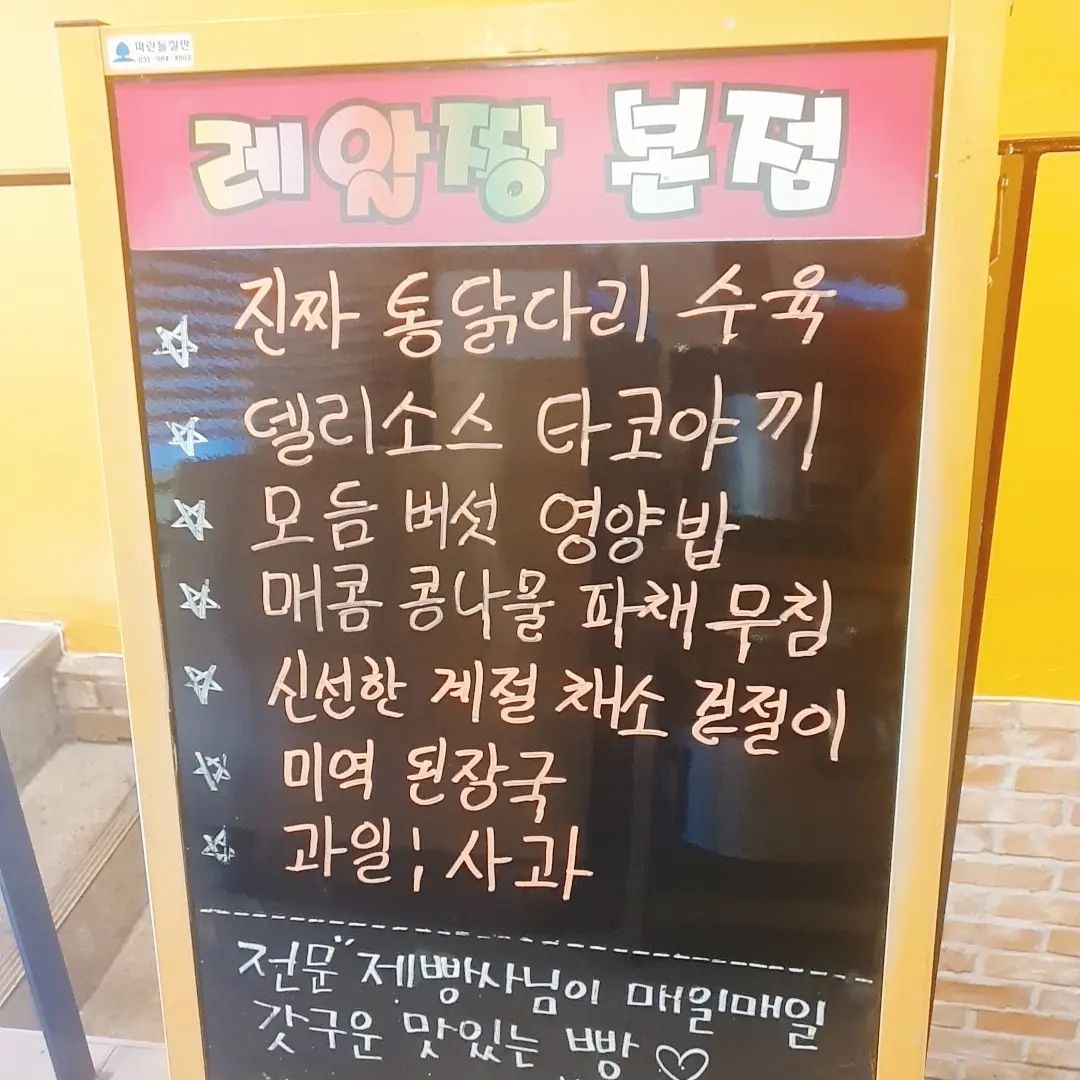 파란들칠판
레알짱 본점
진짜 통닭다리 수육
델리소스 타코야끼
모듬 버섯 영양밥
매콤 콩나물 파채무침
신선한 계절 채소 겉절이
미역 된장국
과일; 사과
전문 제빵사님이 매일매일
갓구운 맛있는 빵 ♡